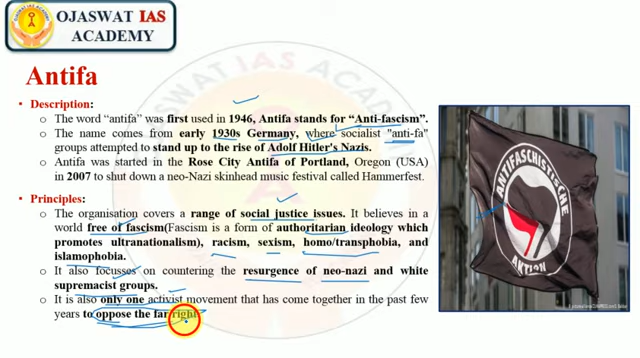 OJASWAT IAS
ACADEMY
Antifa
• Description:
o The word “antifa” was first used in 1946, Antifa stands for “Anti-fascism”.
o The name comes from early 1930s Germany, where socialist "anti-fa"
groups attempted to stand up to the rise of Adolf Hitler's Nazis.
o Antifa was started in the Rose City Antifa of Portland, Oregon (USA)
in 2007 to shut down a neo-Nazi skinhead music festival called Hammerfest.
• Principles:
o The organisation covers a range of social justice issues. It believes in a
world free of fascism(Fascism is a form of authoritarian ideology which
promotes ultranationalism), racism, sexism, homo/transphobia, and
islamophobia.
o It also focusses on countering the resurgence of neo-nazi and white
supremacist groups.
o It is also only one activist movement that has come together in the past few
years to oppose the far right.
ANTIFASCHISTISCHE
AKTION